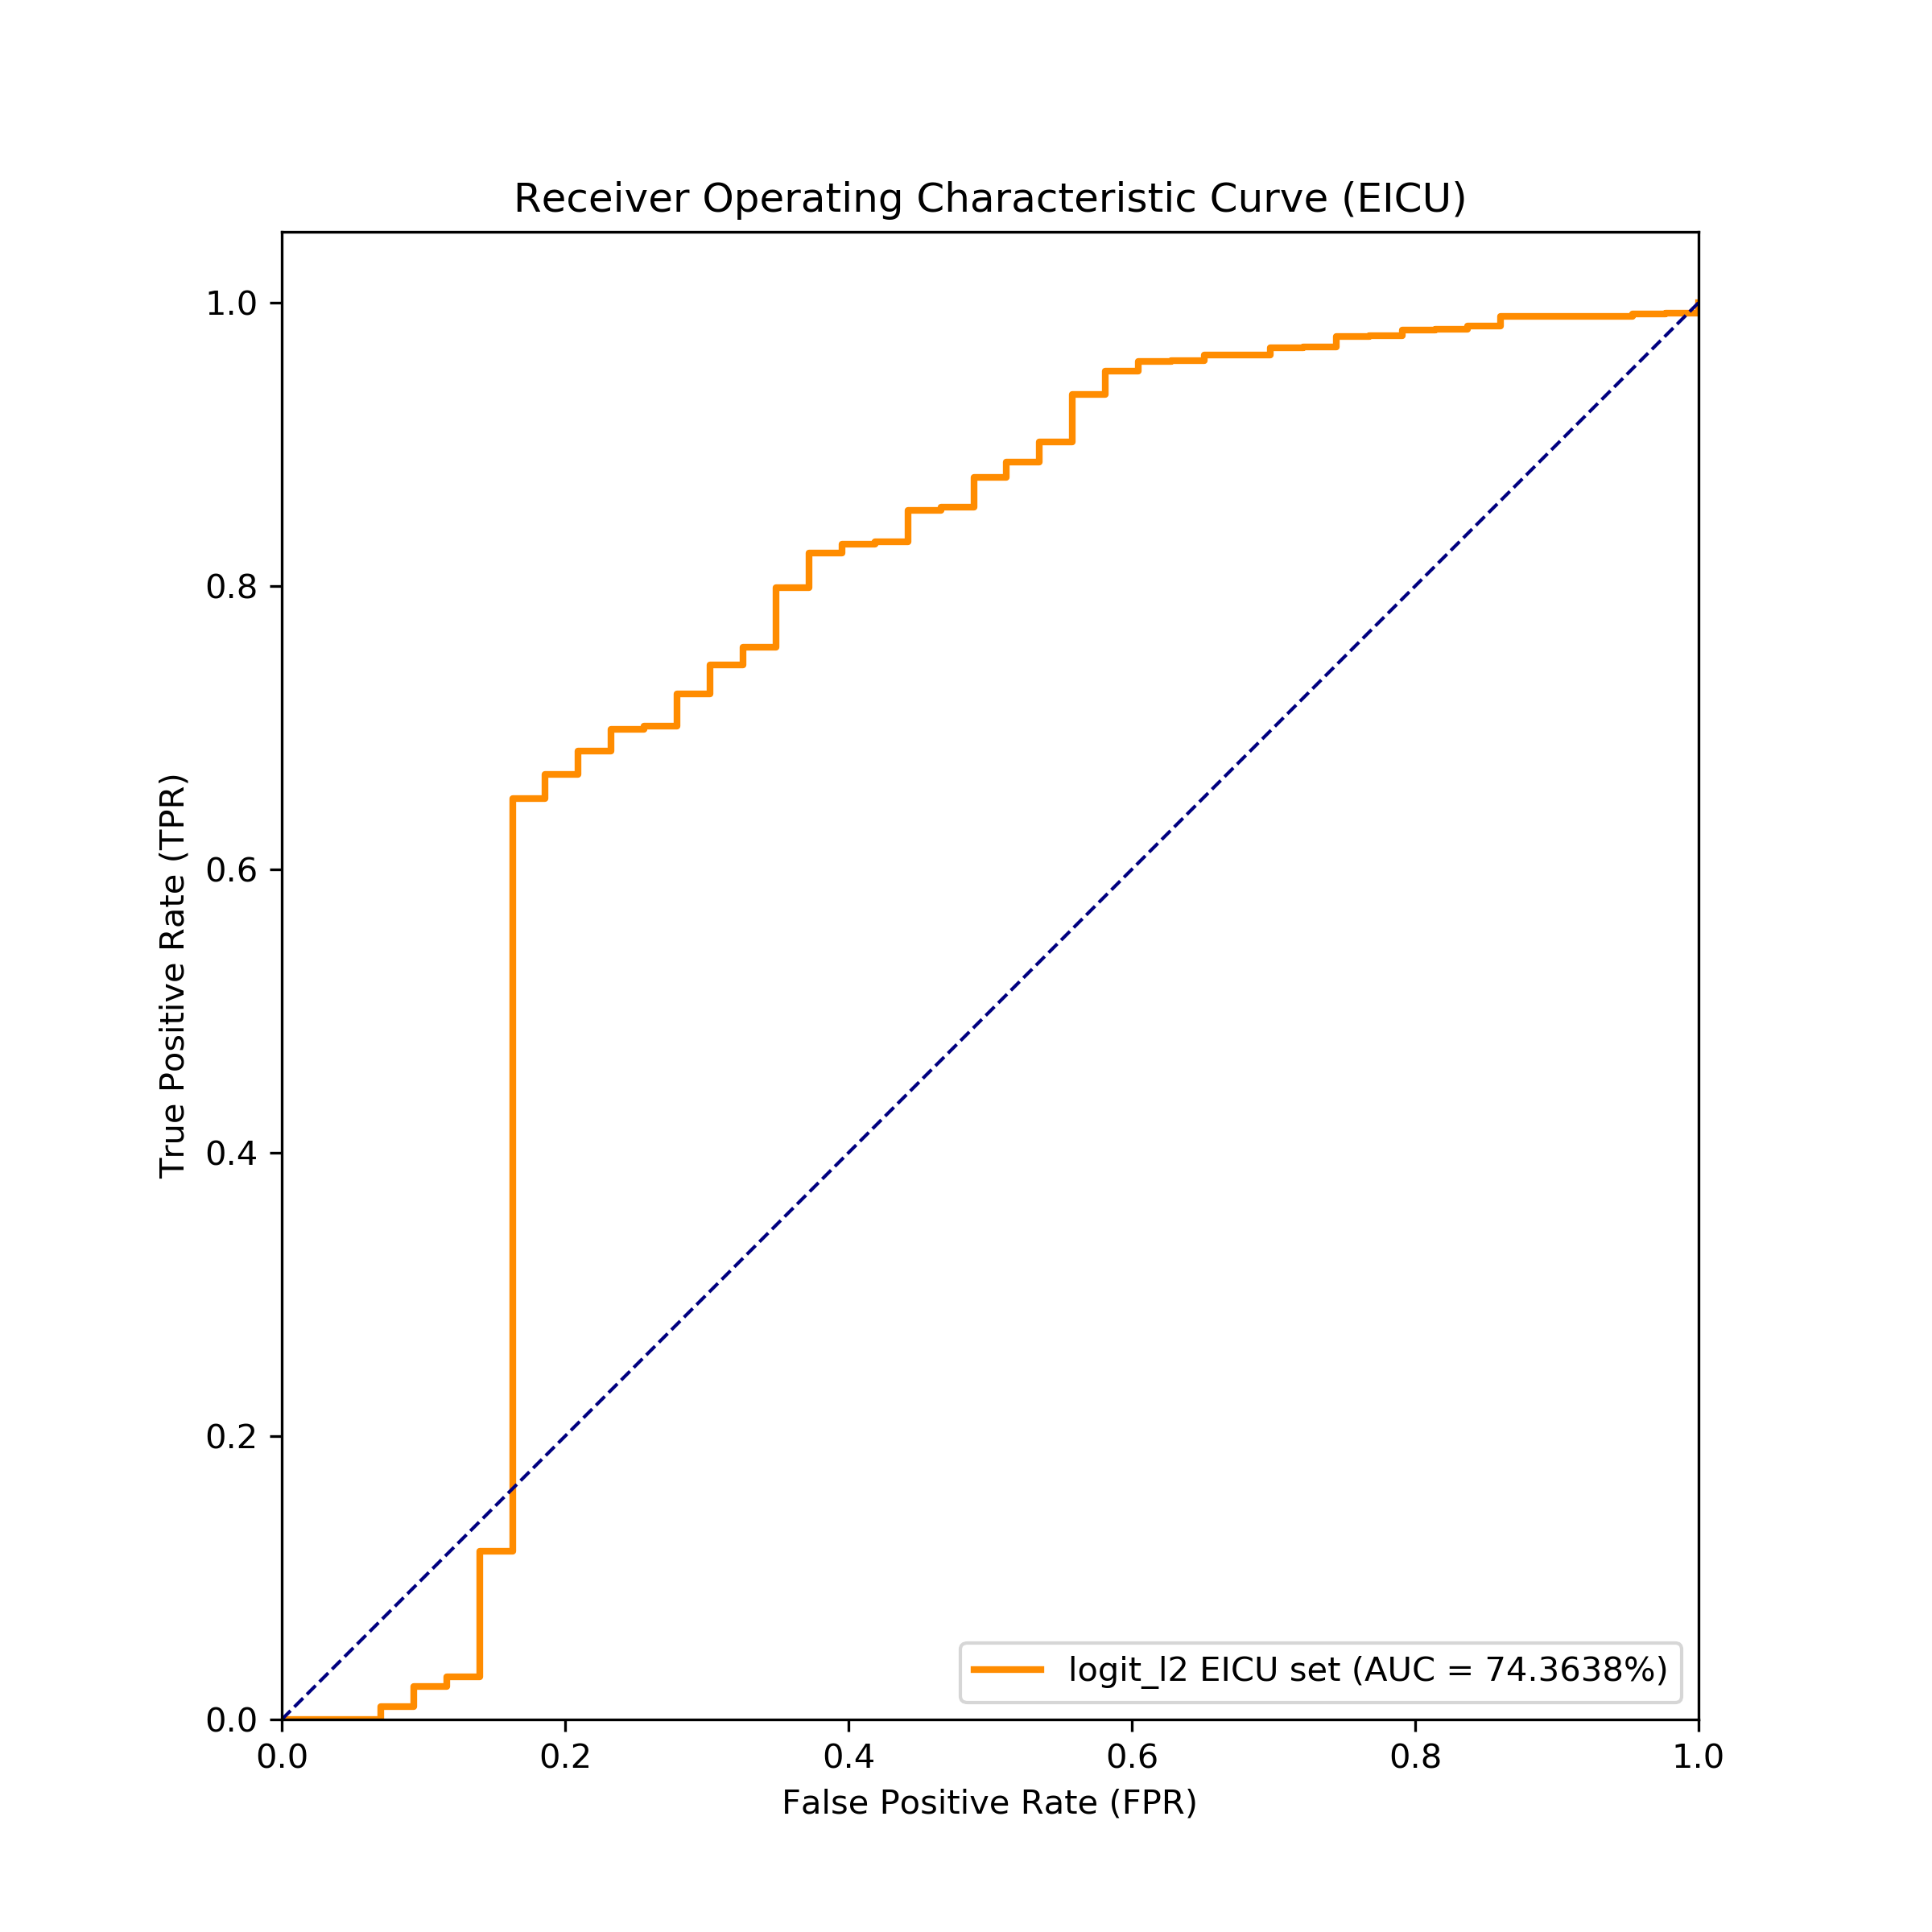 Receiver Operating Characteristic Curve (EICU)
True Positive Rate (TPR)
1.0
0.8
0.6
0.4
0.2
0.0
0.0 0.2 0.4 0.6 0.8 1.0
False Positive Rate (FPR)
logit_l2 EICU set (AUC = 74.3638%)